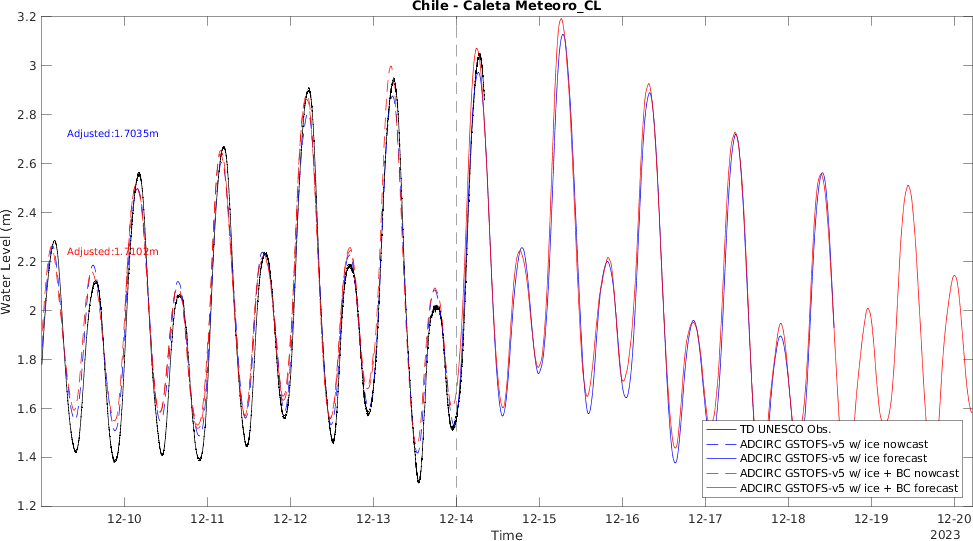 Chile - Caleta Meteoro_CL
Water Level (m)
3.2
3
2.8
2.6
2.4
2.2
2
1.8
1.6
1.4
1.2
Adjusted:1.7035m
Adjusted:1.7102m
TD UNESCO Obs.
ADCIRC GSTOFS-v5 w/ ice nowcast
ADCIRC GSTOFS-v5 w/ ice forecast
ADCIRC GSTOFS-v5 w/ ice + BC nowcast
ADCIRC GSTOFS-v5 w/ ice + BC forecast
12-10 12-11 12-12 12-13 12-14 12-15 12-16 12-17 12-18 12-19 12-20
Time
2023